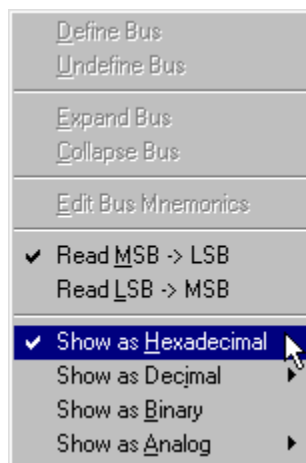 Define Bus
Undefine Bus
Expand Bus
Collapse Bus
Edit Bus Mnemonics
Read MSB -> LSB
Read LSB -> MSB
Show as Hexadecimal
Show as Decimal
Show as Binary
Show as Analog